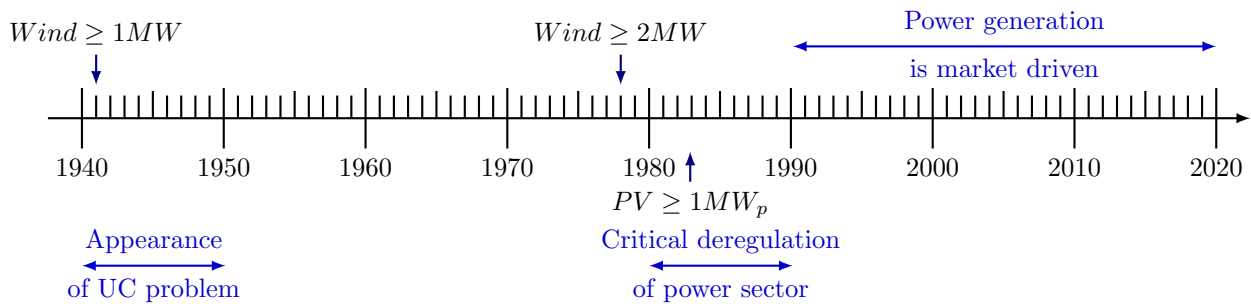 Power generation
Wind ≥ 1MW
Wind ≥ 2MW
is market driven
1940
1950
1960
1970
1980
1990
2000
2010
2020
PV ≥ 1MWₚ
Appearance
of UC problem
Critical deregulation
of power sector